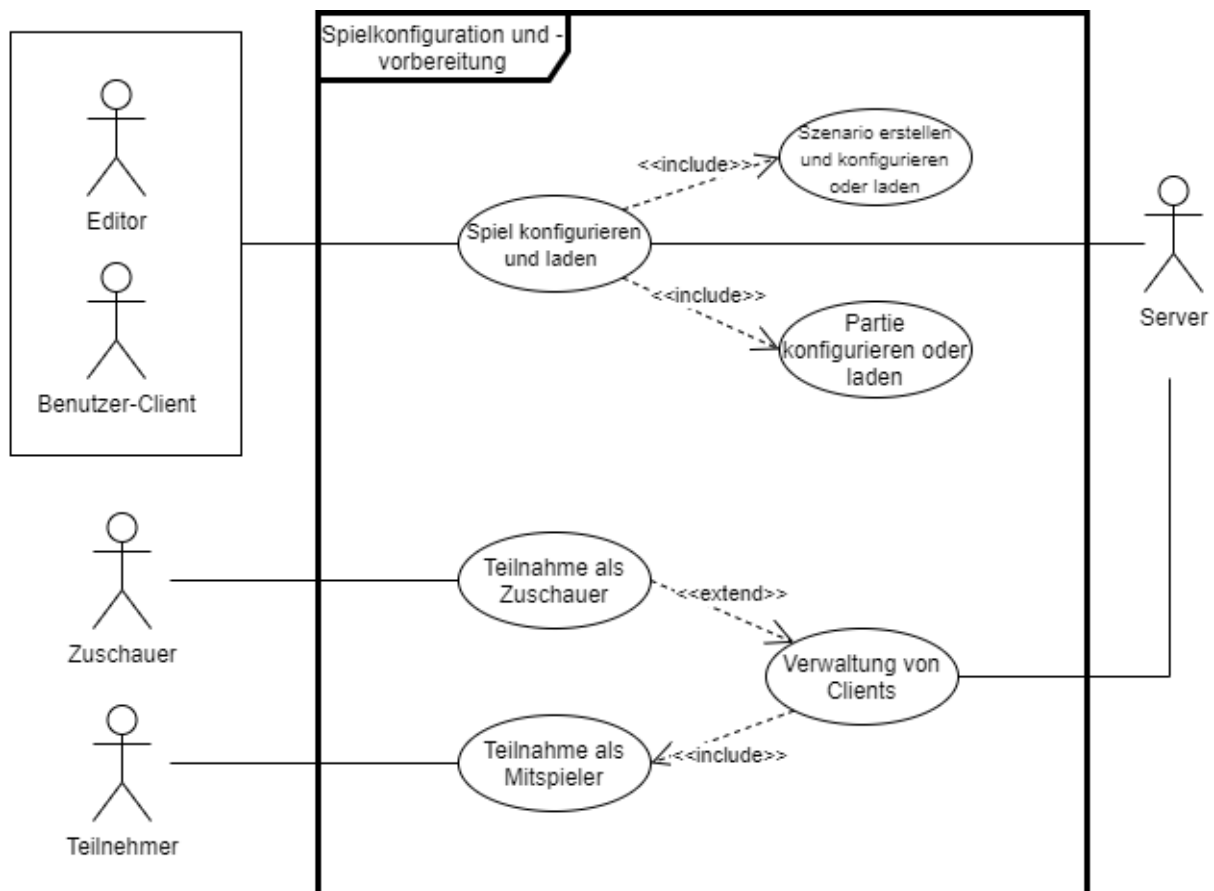 Spielkonfiguration und -
vorbereitung
Editor
Benutzer-Client
Szenario erstellen
und konfigurieren
oder laden
<<include>>
Spiel konfigurieren
und laden
<<include>>
Partie
konfigurieren oder
laden
Server
Zuschauer
Teilnahme als
Zuschauer
<<extend>>
Verwaltung von
Clients
<<include>>
Teilnahme als
Mitspieler
Teilnehmer